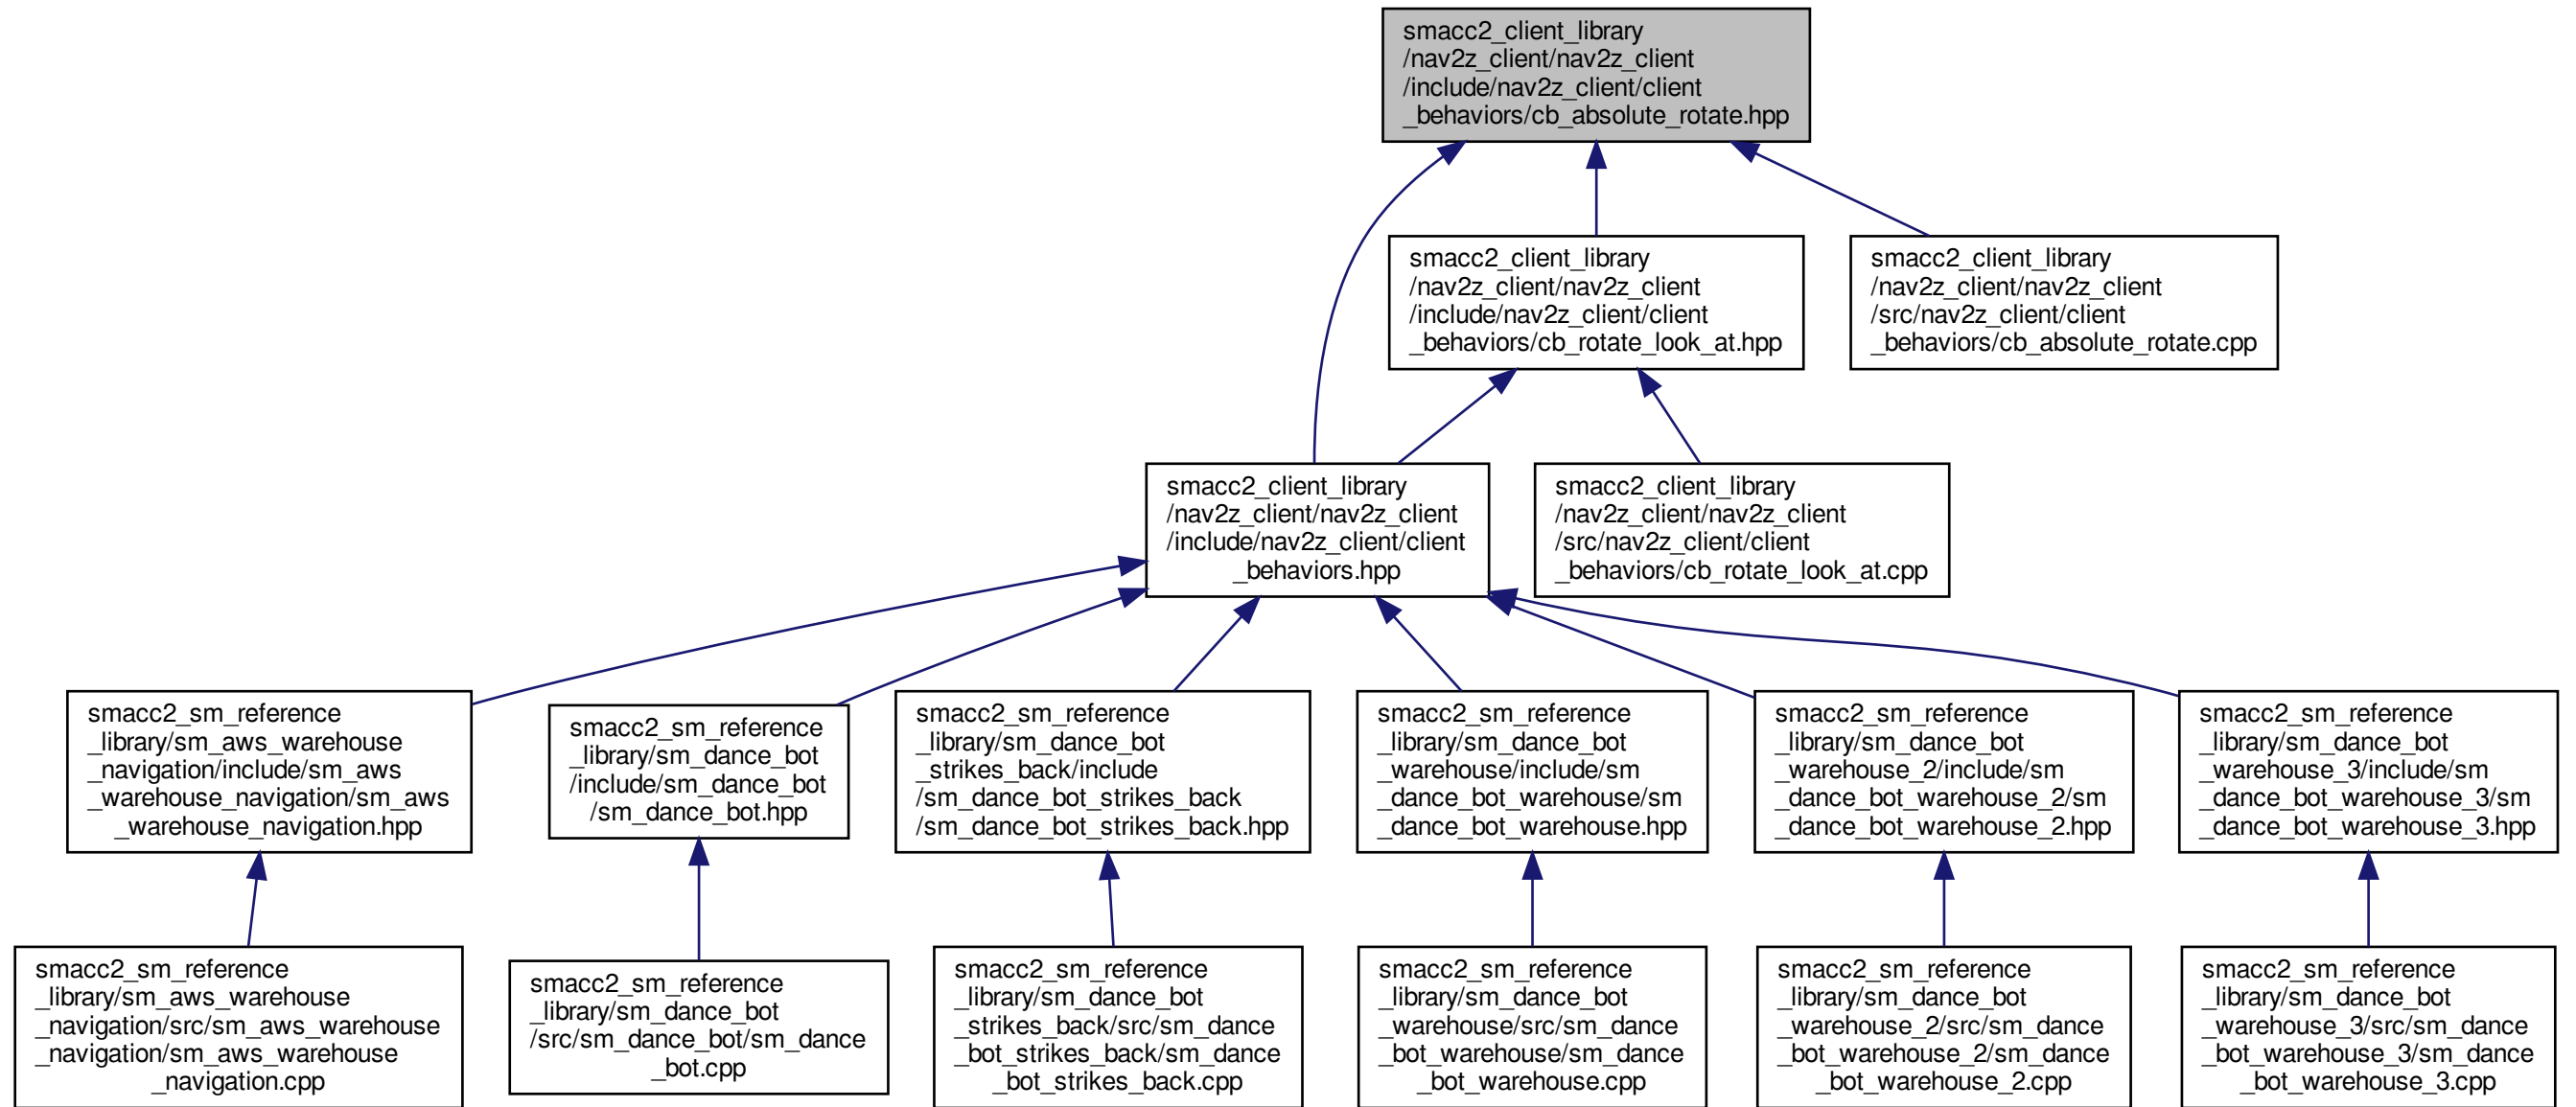 smacc2_client_library
/nav2z_client/nav2z_client
/include/nav2z_client/client
_behaviors/cb_absolute_rotate.hpp
smacc2_client_library
/nav2z_client/nav2z_client
/include/nav2z_client/client
_behaviors/cb_rotate_look_at.hpp
smacc2_client_library
/nav2z_client/nav2z_client
/src/nav2z_client/client
_behaviors/cb_absolute_rotate.cpp
smacc2_client_library
/nav2z_client/nav2z_client
/include/nav2z_client/client
_behaviors.hpp
smacc2_client_library
/nav2z_client/nav2z_client
/src/nav2z_client/client
_behaviors/cb_rotate_look_at.cpp
smacc2_sm_reference
_library/sm_aws_warehouse
_navigation/include/sm_aws
_warehouse_navigation/sm_aws
_warehouse_navigation.hpp
smacc2_sm_reference
_library/sm_dance_bot
/include/sm_dance_bot
/sm_dance_bot.hpp
smacc2_sm_reference
_library/sm_dance_bot
_strikes_back/include
/sm_dance_bot_strikes_back
/sm_dance_bot_strikes_back.hpp
smacc2_sm_reference
_library/sm_dance_bot
_warehouse/include/sm
_dance_bot_warehouse/sm
_dance_bot_warehouse.hpp
smacc2_sm_reference
_library/sm_dance_bot
_warehouse_2/include/sm
_dance_bot_warehouse_2/sm
_dance_bot_warehouse_2.hpp
smacc2_sm_reference
_library/sm_dance_bot
_warehouse_3/include/sm
_dance_bot_warehouse_3/sm
_dance_bot_warehouse_3.hpp
smacc2_sm_reference
_library/sm_aws_warehouse
_navigation/src/sm_aws_warehouse
_navigation/sm_aws_warehouse
_navigation.cpp
smacc2_sm_reference
_library/sm_dance_bot
/src/sm_dance_bot/sm_dance
_bot.cpp
smacc2_sm_reference
_library/sm_dance_bot
_strikes_back/src/sm_dance
_bot_strikes_back/sm_dance
_bot_strikes_back.cpp
smacc2_sm_reference
_library/sm_dance_bot
_warehouse/src/sm_dance
_bot_warehouse/sm_dance
_bot_warehouse.cpp
smacc2_sm_reference
_library/sm_dance_bot
_warehouse_2/src/sm_dance
_bot_warehouse_2/sm_dance
_bot_warehouse_2.cpp
smacc2_sm_reference
_library/sm_dance_bot
_warehouse_3/src/sm_dance
_bot_warehouse_3/sm_dance
_bot_warehouse_3.cpp